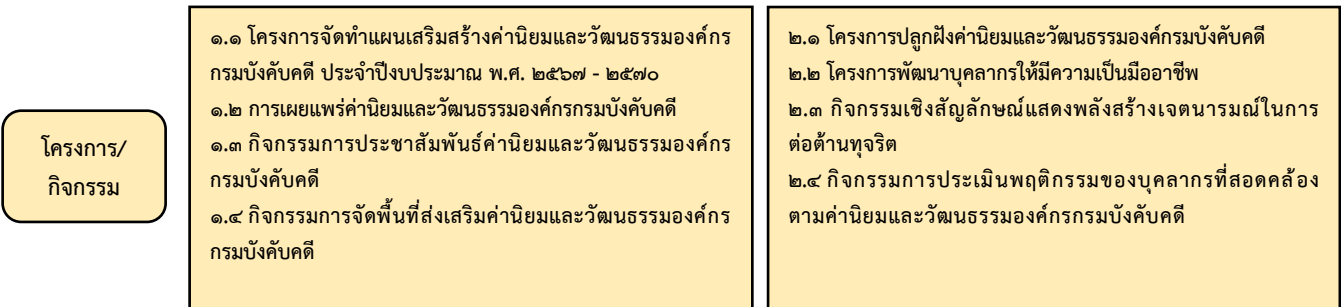 โครงการ/
กิจกรรม
๑.๑ โครงการจัดทำแผนเสริมสร้างค่านิยมและวัฒนธรรมองค์กร
กรมบังคับคดี ประจำปีงบประมาณ พ.ศ. ๒๕๖๗ - ๒๕๗๐
๑.๒ การเผยแพร่ค่านิยมและวัฒนธรรมองค์กรกรมบังคับคดี
๑.๓ กิจกรรมการประชาสัมพันธ์ค่านิยมและวัฒนธรรมองค์กร
กรมบังคับคดี
๑.๔ กิจกรรมการจัดพื้นที่ส่งเสริมค่านิยมและวัฒนธรรมองค์กร
กรมบังคับคดี
๒.๑ โครงการปลูกฝังค่านิยมและวัฒนธรรมองค์กรมบังคับคดี
๒.๒ โครงการพัฒนาบุคลากรให้มีความเป็นมืออาชีพ
๒.๓ กิจกรรมเชิงสัญลักษณ์แสดงพลังสร้างเจตนารมณ์ในการ
ต่อต้านทุจริต
๒.๔ กิจกรรมการประเมินพฤติกรรมของบุคลากรที่สอดคล้อง
ตามค่านิยมและวัฒนธรรมองค์กรกรมบังคับคดี